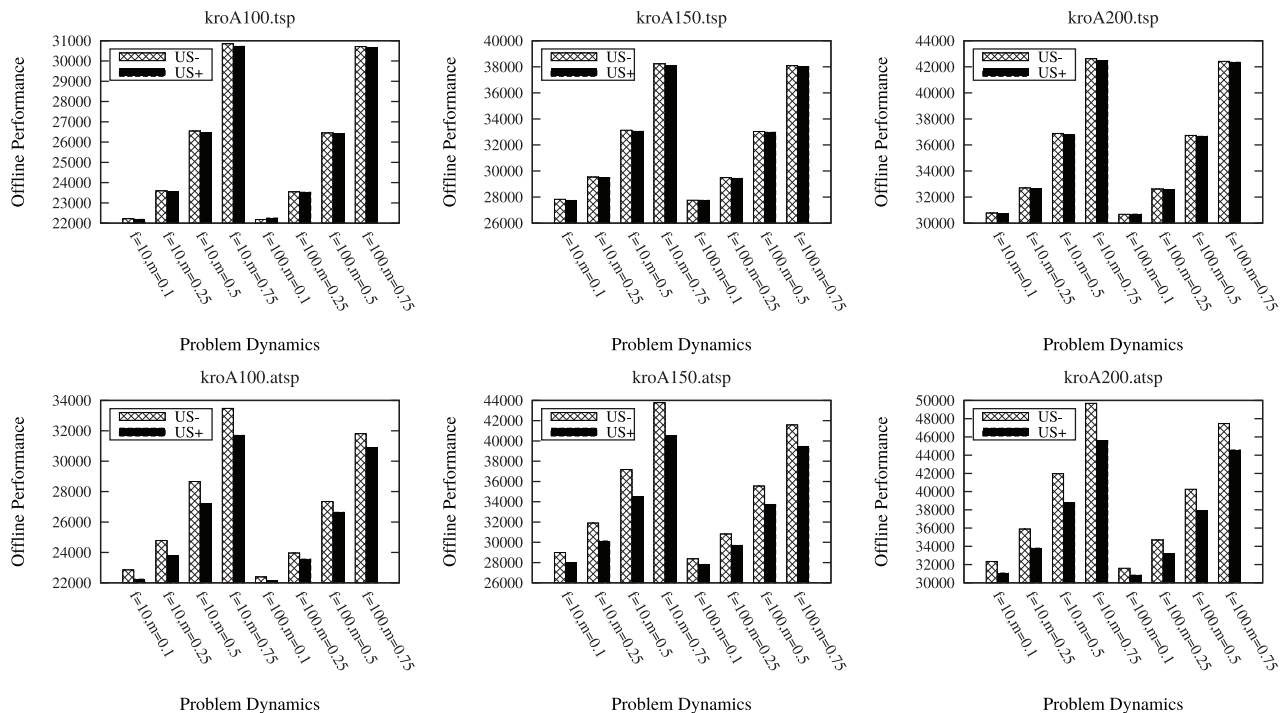 kroA100.tsp
Offline Performance
31000
30000
29000
28000
27000
26000
25000
24000
23000
22000
US-
US+
f=10,m=0.1
f=10,m=0.25
f=10,m=0.5
f=10,m=0.75
f=100,m=0.1
f=100,m=0.25
f=100,m=0.5
f=100,m=0.75
Problem Dynamics
kroA150.tsp
Offline Performance
40000
38000
36000
34000
32000
30000
28000
26000
US-
US+
f=10,m=0.1
f=10,m=0.25
f=10,m=0.5
f=10,m=0.75
f=100,m=0.1
f=100,m=0.25
f=100,m=0.5
f=100,m=0.75
Problem Dynamics
kroA200.tsp
Offline Performance
44000
42000
40000
38000
36000
34000
32000
30000
US-
US+
f=10,m=0.1
f=10,m=0.25
f=10,m=0.5
f=10,m=0.75
f=100,m=0.1
f=100,m=0.25
f=100,m=0.5
f=100,m=0.75
Problem Dynamics
kroA100.atsp
Offline Performance
34000
32000
30000
28000
26000
24000
22000
US-
US+
f=10,m=0.1
f=10,m=0.25
f=10,m=0.5
f=10,m=0.75
f=100,m=0.1
f=100,m=0.25
f=100,m=0.5
f=100,m=0.75
Problem Dynamics
kroA150.atsp
Offline Performance
44000
42000
40000
38000
36000
34000
32000
30000
28000
26000
US-
US+
f=10,m=0.1
f=10,m=0.25
f=10,m=0.5
f=10,m=0.75
f=100,m=0.1
f=100,m=0.25
f=100,m=0.5
f=100,m=0.75
Problem Dynamics
kroA200.atsp
Offline Performance
50000
48000
46000
44000
42000
40000
38000
36000
34000
32000
30000
US-
US+
f=10,m=0.1
f=10,m=0.25
f=10,m=0.5
f=10,m=0.75
f=100,m=0.1
f=100,m=0.25
f=100,m=0.5
f=100,m=0.75
Problem Dynamics